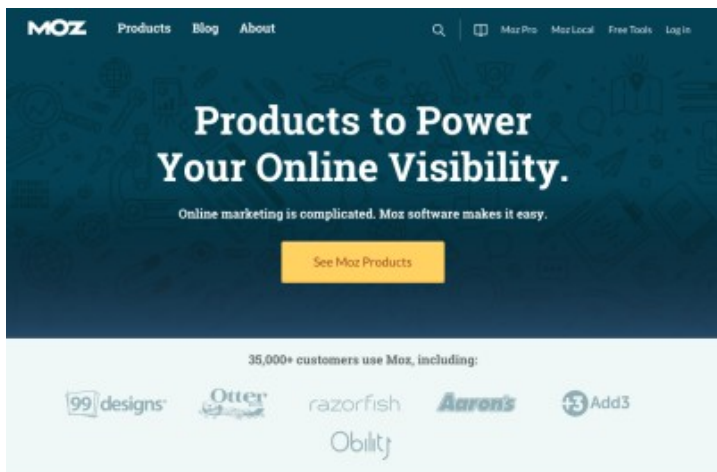 MOZ Products Blog About Moz Pro Moz Local Free Tools Log in
Products to Power
Your Online Visibility.
Online marketing is complicated. Moz software makes it easy.
See Moz Products
35,000+ customers use Moz, including:
99designs Otter razorfish Aaron's +3 Add3
Obility